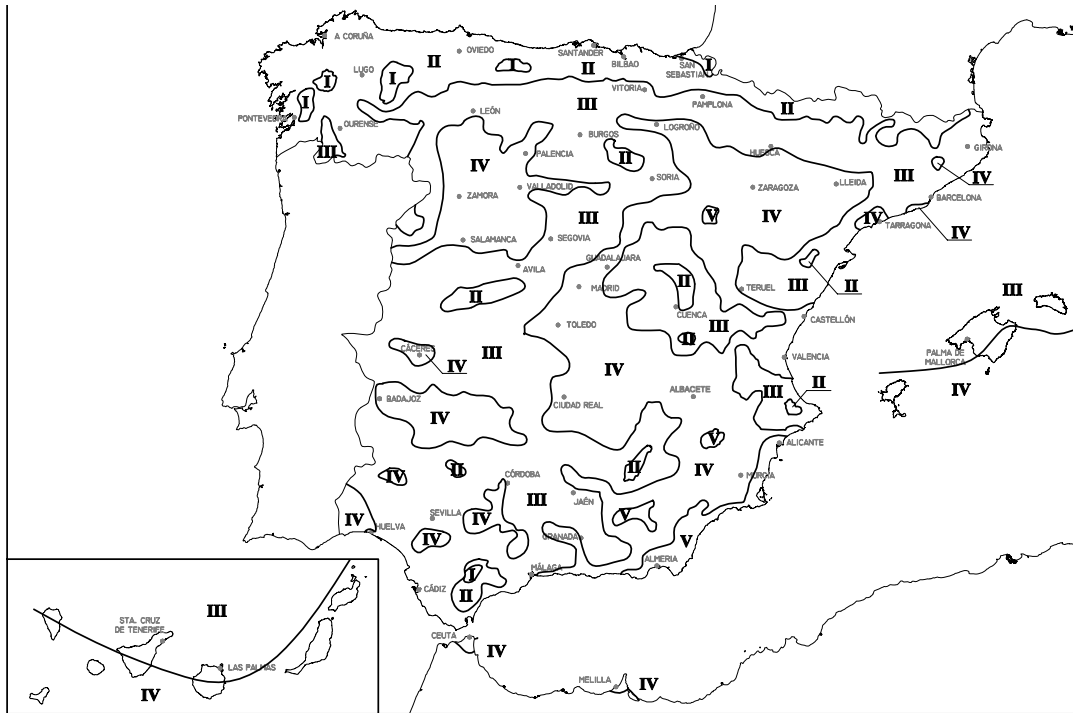 A CORUÑA
OVIEDO
SANTANDER
II
I
II
BILBAO
SAN
SEBASTIAN
I
LUGO
I
I
I
VITORIA
PAMPLONA
II
III
LEÓN
PONTEVEDRA
OURENSE
LOGROÑO
BURGOS
III
IV
PALENCIA
II
HUESCA
GIRONA
III
IV
SORIA
ZAMORA
VALLADOLID
ZARAGOZA
LLEIDA
BARCELONA
III
V
IV
IV
TARRAGONA
IV
SALAMANCA
SEGOVIA
GUADALAJARA
AVILA
II
MADRID
II
TERUEL
III
II
III
CUENCA
CASTELLÓN
TOLEDO
III
II
CÁCERES
IV
III
IV
VALENCIA
PALMA DE
MALLORCA
IV
BADAJOZ
IV
CIUDAD REAL
ALBACETE
III
II
V
ALICANTE
IV
II
II
IV
MURCIA
CÓRDOBA
III
JAÉN
IV
HUELVA
SEVILLA
IV
IV
V
GRANADA
V
ALMERIA
MÁLAGA
I
II
CÁDIZ
III
STA. CRUZ
DE TENERIFE
LAS PALMAS
IV
CEUTA
IV
MELILLA
IV